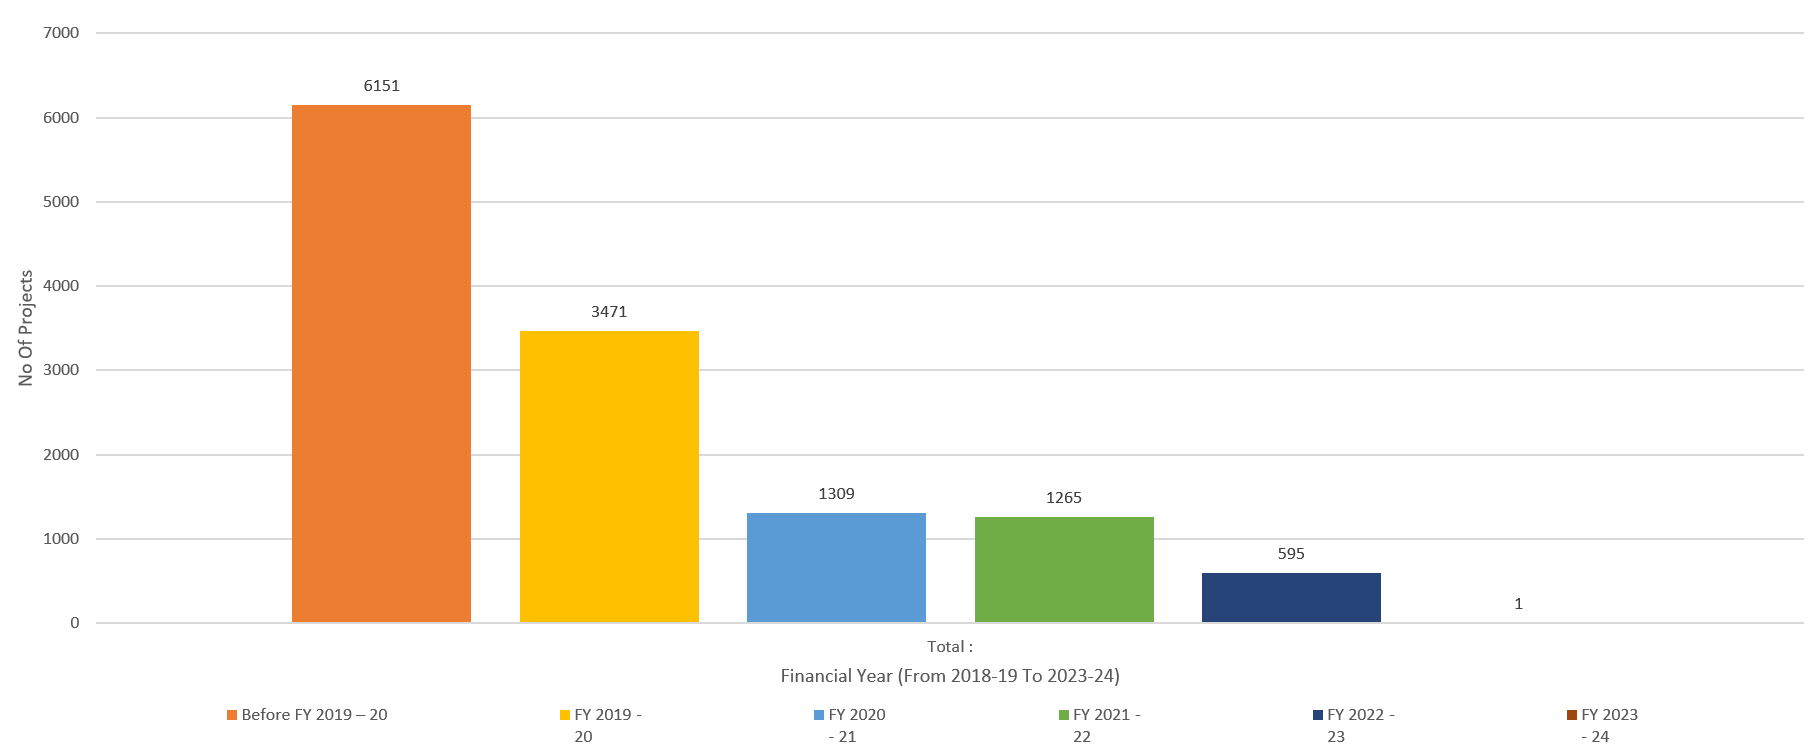 7000
6000
5000
4000
3000
2000
1000
0
No Of Projects
6151
3471
1309
1265
595
1
Total :
Financial Year (From 2018-19 To 2023-24)
Before FY 2019 – 20
FY 2019 -
20
FY 2020
- 21
FY 2021 -
22
FY 2022 -
23
FY 2023
- 24